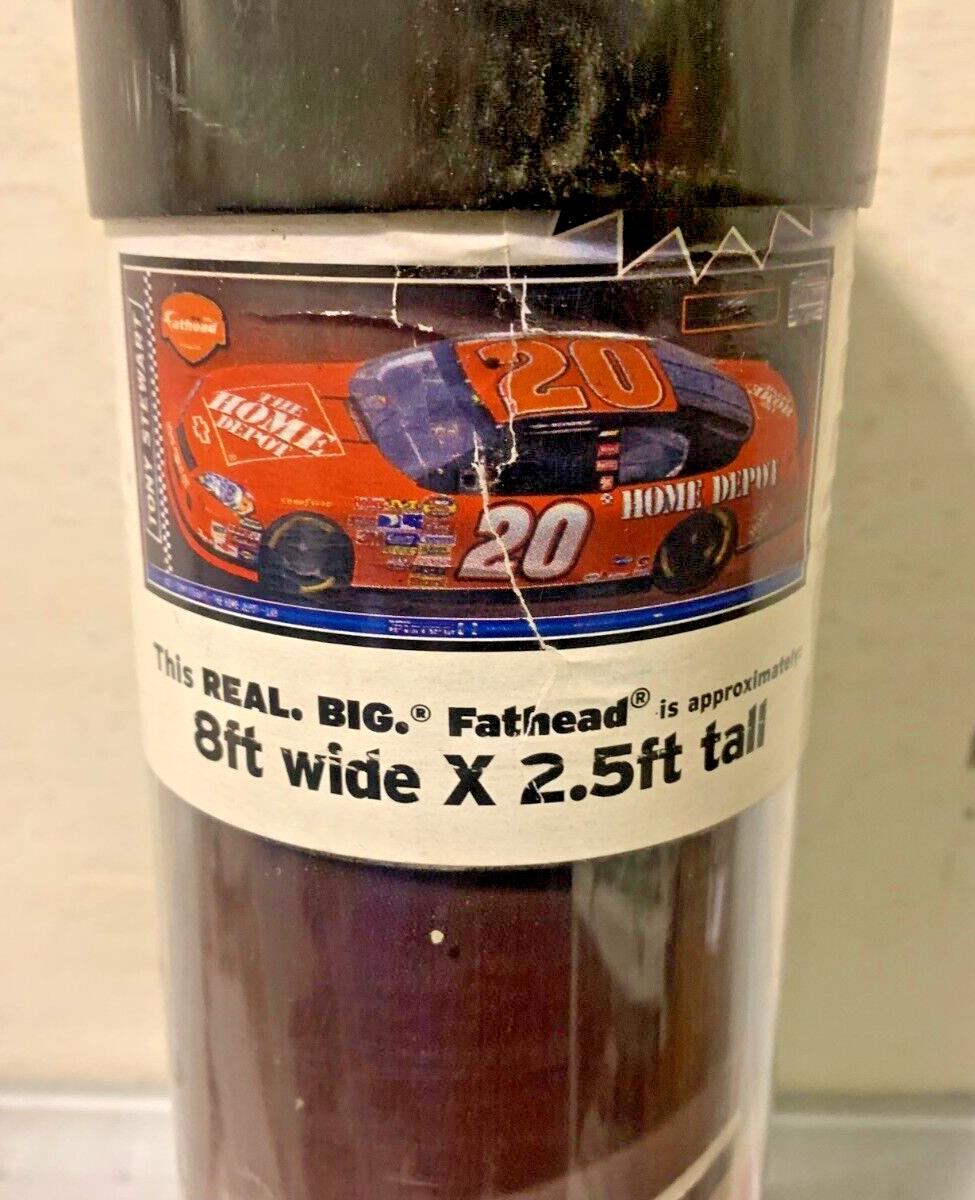 Fathead
TONY STEWART
20
THE
HOME
DEPOT
HOME DEPOT
20
This REAL. BIG.® Fathead® is approximately:
8ft wide X 2.5ft tall